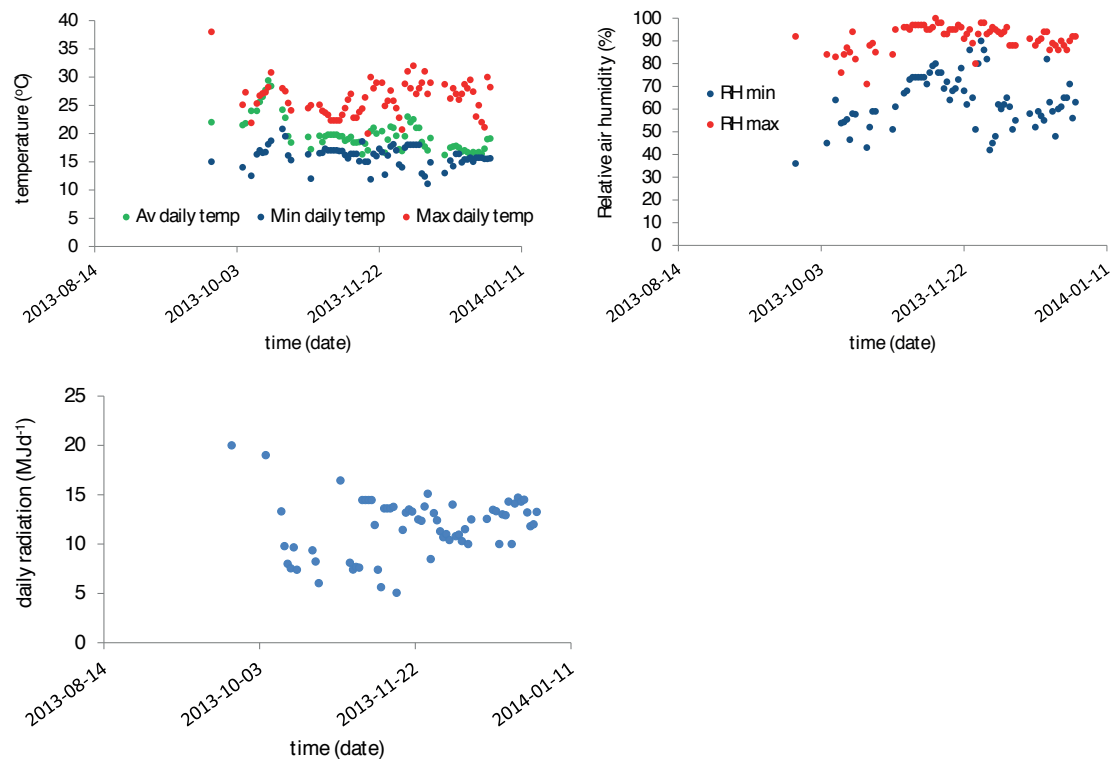 temperature (ºC)
40
35
30
25
20
15
10
5
0
Av daily temp Min daily temp Max daily temp
2013-08-14 2013-10-03 2013-11-22 2014-01-11
time (date)
Relative air humidity (%)
100
90
80
70
60
50
40
30
20
10
0
RH min
RH max
2013-08-14 2013-10-03 2013-11-22 2014-01-11
time (date)
daily radiation (MJd⁻¹)
25
20
15
10
5
0
2013-08-14 2013-10-03 2013-11-22 2014-01-11
time (date)